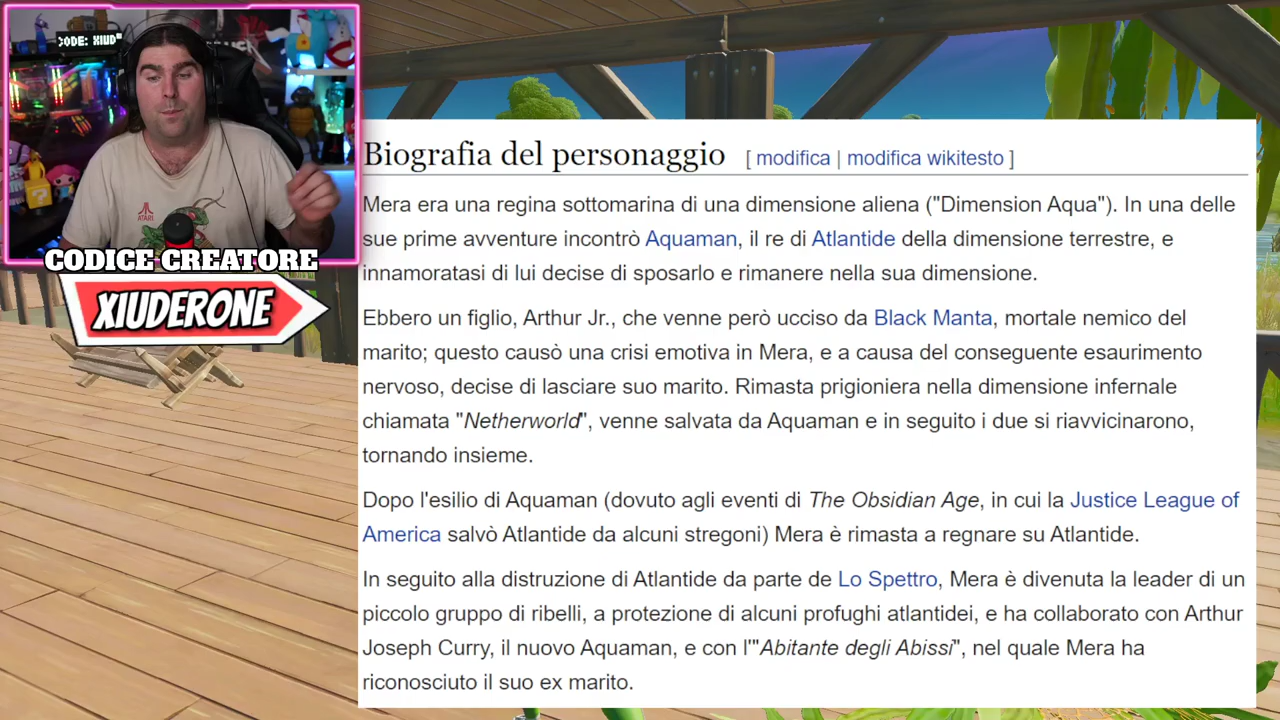 CODE: XIUD
ATARI
CODICE CREATORE
XIUDERONE
Biografia del personaggio [ modifica | modifica wikitesto ]
Mera era una regina sottomarina di una dimensione aliena ("Dimension Aqua"). In una delle
sue prime avventure incontrò Aquaman, il re di Atlantide della dimensione terrestre, e
innamoratasi di lui decise di sposarlo e rimanere nella sua dimensione.
Ebbero un figlio, Arthur Jr., che venne però ucciso da Black Manta, mortale nemico del
marito; questo causò una crisi emotiva in Mera, e a causa del conseguente esaurimento
nervoso, decise di lasciare suo marito. Rimasta prigioniera nella dimensione infernale
chiamata "Netherworld", venne salvata da Aquaman e in seguito i due si riavvicinarono,
tornando insieme.
Dopo l'esilio di Aquaman (dovuto agli eventi di The Obsidian Age, in cui la Justice League of
America salvò Atlantide da alcuni stregoni) Mera è rimasta a regnare su Atlantide.
In seguito alla distruzione di Atlantide da parte de Lo Spettro, Mera è divenuta la leader di un
piccolo gruppo di ribelli, a protezione di alcuni profughi atlantidei, e ha collaborato con Arthur
Joseph Curry, il nuovo Aquaman, e con l'"Abitante degli Abissi", nel quale Mera ha
riconosciuto il suo ex marito.